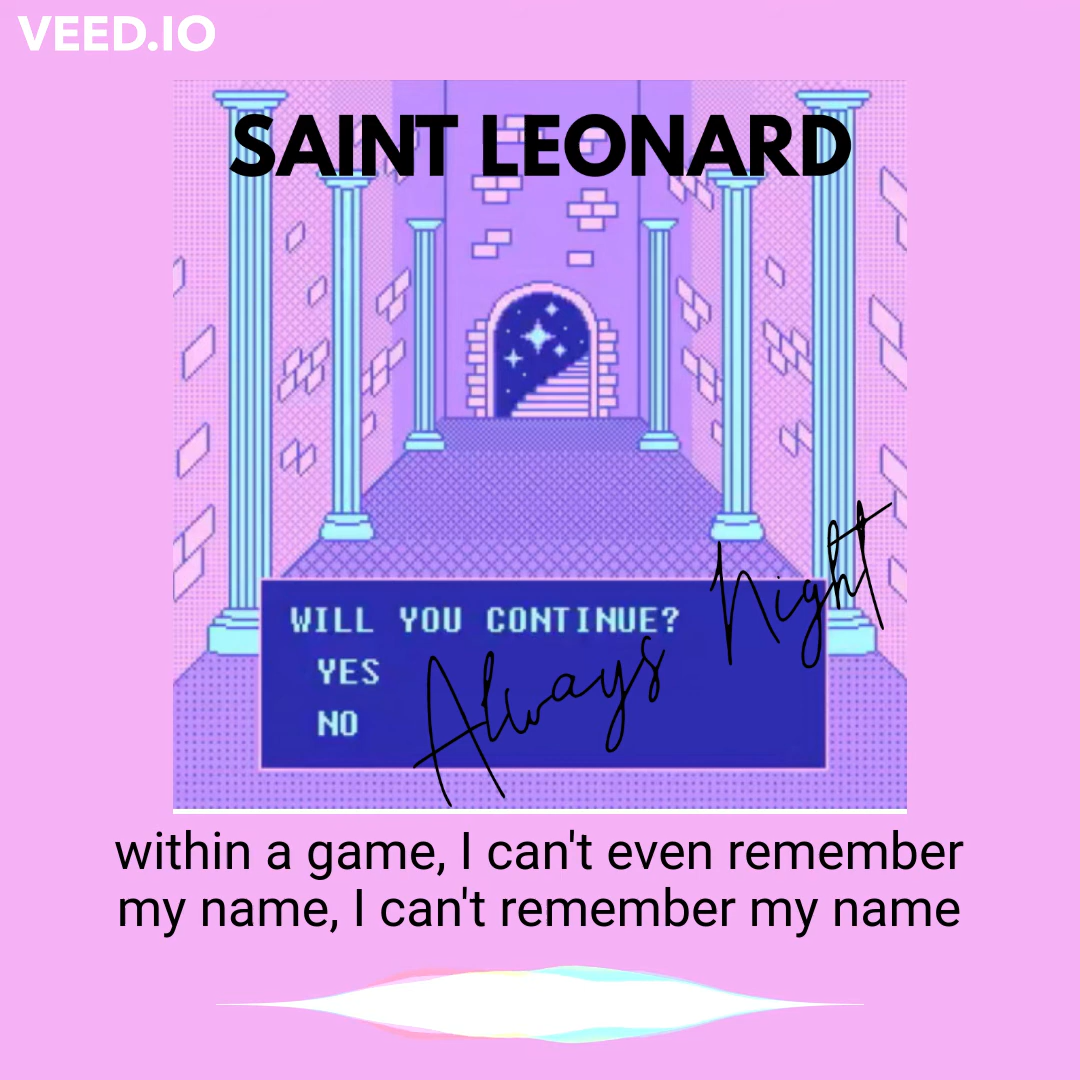 VEED.IO
SAINT LEONARD
WILL YOU CONTINUE?
YES
NO
Always Night
within a game, I can't even remember
my name, I can't remember my name